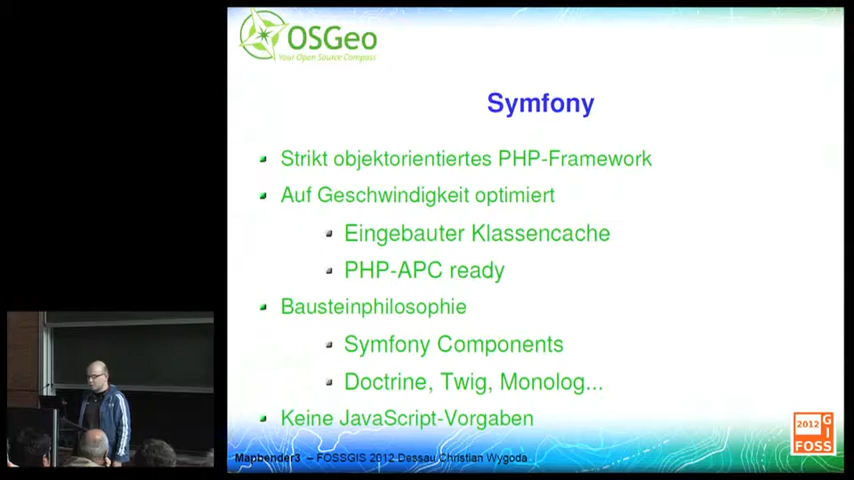 OSGeo
Your Open Source Compass
Symfony
Strikt objektorientiertes PHP-Framework
Auf Geschwindigkeit optimiert
Eingebauter Klassencache
PHP-APC ready
Bausteinphilosophie
Symfony Components
Doctrine, Twig, Monolog...
Keine JavaScript-Vorgaben
2012
GI
FOSS
Mapbender3 – FOSSGIS 2012 Dessau Christian Wygoda